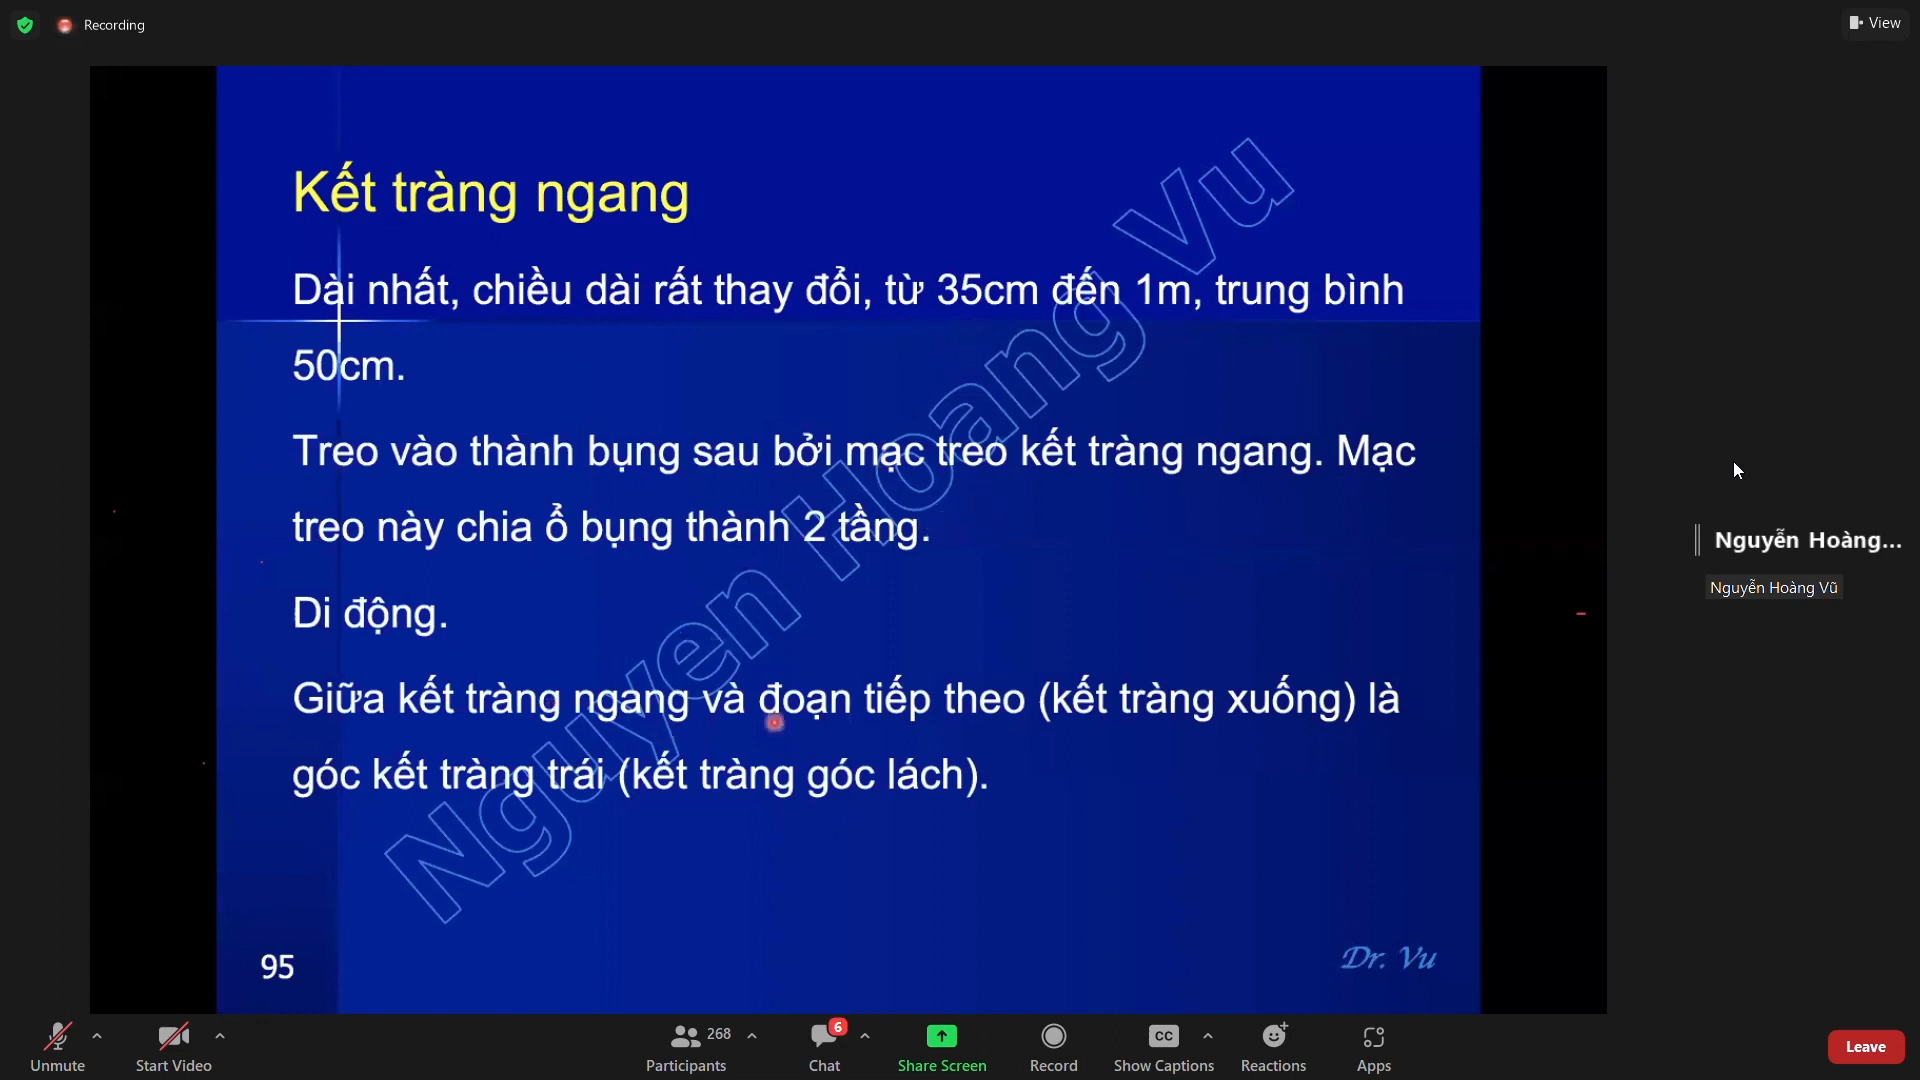 Recording
View
Kết tràng ngang
Dài nhất, chiều dài rất thay đổi, từ 35cm đến 1m, trung bình
50cm.
Treo vào thành bụng sau bởi mạc treo kết tràng ngang. Mạc
treo này chia ổ bụng thành 2 tầng.
Di động.
Giữa kết tràng ngang và đoạn tiếp theo (kết tràng xuống) là
góc kết tràng trái (kết tràng góc lách).
Nguyen Hoang Vu
95
Dr. Vu
Nguyễn Hoàng...
Nguyễn Hoàng Vũ
Unmute
Start Video
268
Participants
6
Chat
Share Screen
Record
CC
Show Captions
Reactions
Apps
Leave